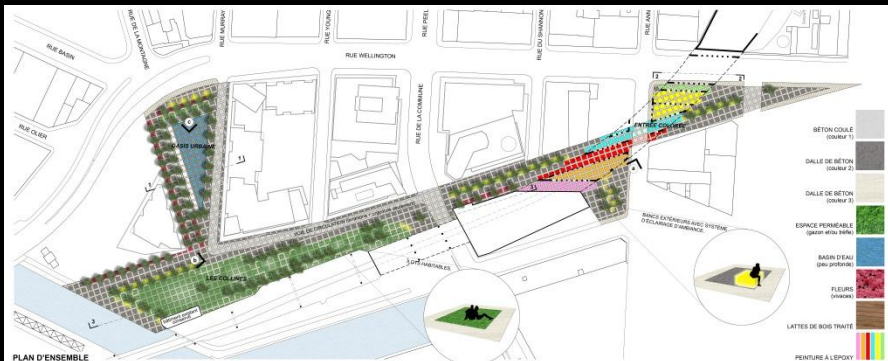 RUE DE LA MONTAGNE
RUE MURRAY
RUE YOUNG
RUE PEEL
RUE DU SHANNON
RUE ANN
RUE BASIN
RUE WELLINGTON
RUE OLIER
RUE DE LA COMMUNE
OASIS URBAINE
ENTRÉE COLORÉE
LES COLLINES
ILOTS HABITABLES
BANCS EXTÉRIEURS AVEC SYSTÈME
D'ÉCLAIRAGE D'AMBIANCE.
BÉTON COULÉ
(couleur 1)
DALLE DE BÉTON
(couleur 2)
DALLE DE BÉTON
(couleur 3)
ESPACE PERMÉABLE
(gazon et/ou trèfle)
BASIN D'EAU
(peu profonde)
FLEURS
(vivaces)
LATTES DE BOIS TRAITÉ
PEINTURE À L'ÉPOXY
PLAN D'ENSEMBLE